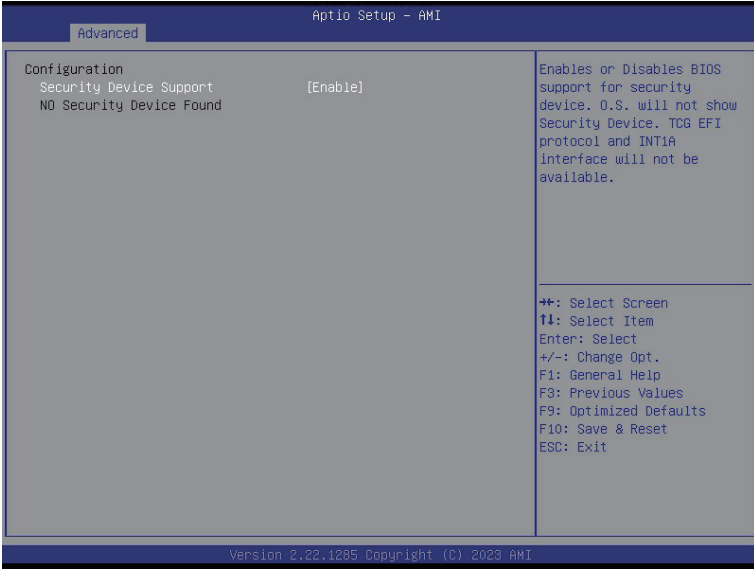 Aptio Setup – AMI
Advanced
Configuration
Security Device Support [Enable]
NO Security Device Found
Enables or Disables BIOS
support for security
device. O.S. will not show
Security Device. TCG EFI
protocol and INT1A
interface will not be
available.
→←: Select Screen
↑↓: Select Item
Enter: Select
+/-: Change Opt.
F1: General Help
F3: Previous Values
F9: Optimized Defaults
F10: Save & Reset
ESC: Exit
Version 2.22.1285 Copyright (C) 2023 AMI